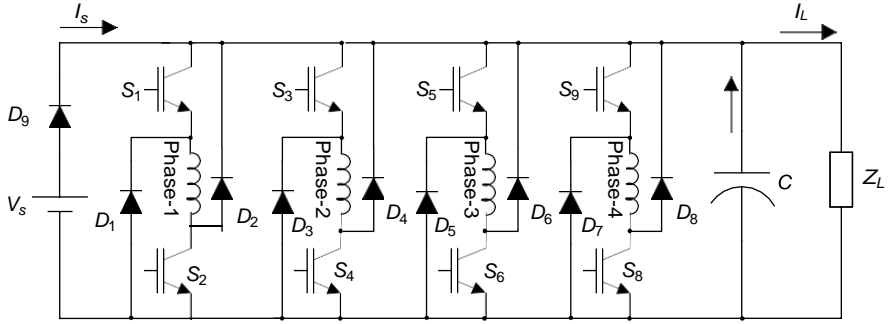 I_s
I_L
S_1
S_3
S_5
S_9
D_9
Phase-1
Phase-2
Phase-3
Phase-4
V_s
D_1
D_2
D_3
D_4
D_5
D_6
D_7
D_8
C
Z_L
S_2
S_4
S_6
S_8